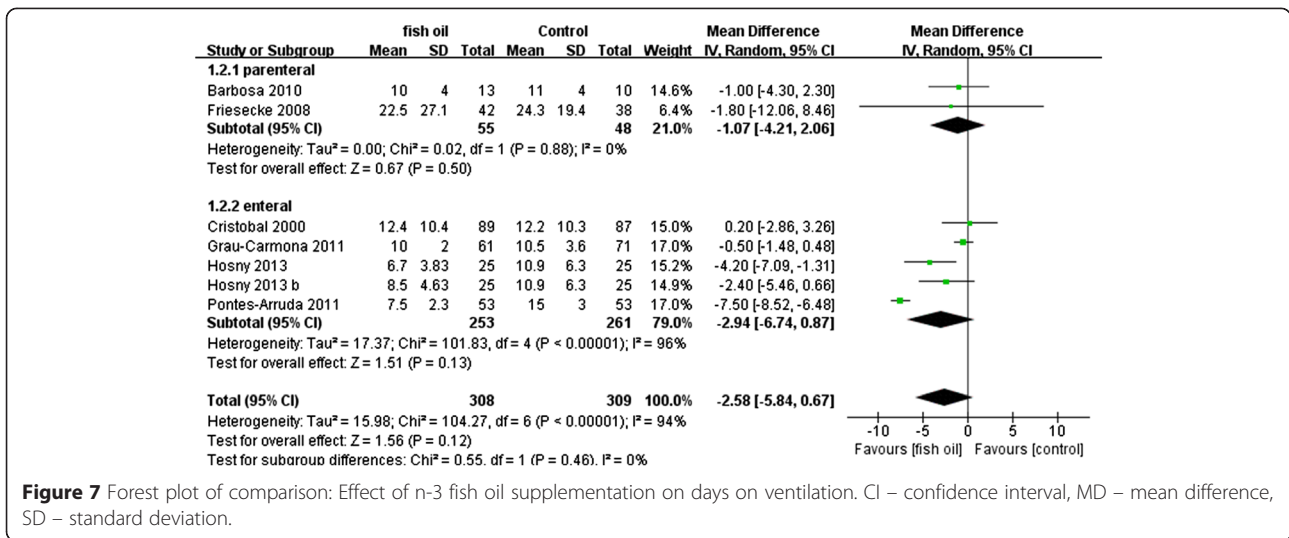 fish oil Control Mean Difference Mean Difference
Study or Subgroup Mean SD Total Mean SD Total Weight IV, Random, 95% CI IV, Random, 95% CI
1.2.1 parenteral
Barbosa 2010 10 4 13 11 4 10 14.6% -1.00 [-4.30, 2.30]
Friesecke 2008 22.5 27.1 42 24.3 19.4 38 6.4% -1.80 [-12.06, 8.46]
Subtotal (95% CI) 55 48 21.0% -1.07 [-4.21, 2.06]
Heterogeneity: Tau² = 0.00; Chi² = 0.02, df = 1 (P = 0.88); I² = 0%
Test for overall effect: Z = 0.67 (P = 0.50)
1.2.2 enteral
Cristobal 2000 12.4 10.4 89 12.2 10.3 87 15.0% 0.20 [-2.86, 3.26]
Grau-Carmona 2011 10 2 61 10.5 3.6 71 17.0% -0.50 [-1.48, 0.48]
Hosny 2013 6.7 3.83 25 10.9 6.3 25 15.2% -4.20 [-7.09, -1.31]
Hosny 2013 b 8.5 4.63 25 10.9 6.3 25 14.9% -2.40 [-5.46, 0.66]
Pontes-Arruda 2011 7.5 2.3 53 15 3 53 17.0% -7.50 [-8.52, -6.48]
Subtotal (95% CI) 253 261 79.0% -2.94 [-6.74, 0.87]
Heterogeneity: Tau² = 17.37; Chi² = 101.83, df = 4 (P < 0.00001); I² = 96%
Test for overall effect: Z = 1.51 (P = 0.13)
Total (95% CI) 308 309 100.0% -2.58 [-5.84, 0.67]
Heterogeneity: Tau² = 15.98; Chi² = 104.27, df = 6 (P < 0.00001); I² = 94%
Test for overall effect: Z = 1.56 (P = 0.12)
Test for subgroup differences: Chi² = 0.55, df = 1 (P = 0.46), I² = 0%
-10 -5 0 5 10
Favours [fish oil] Favours [control]
Figure 7 Forest plot of comparison: Effect of n-3 fish oil supplementation on days on ventilation. CI – confidence interval, MD – mean difference,
SD – standard deviation.